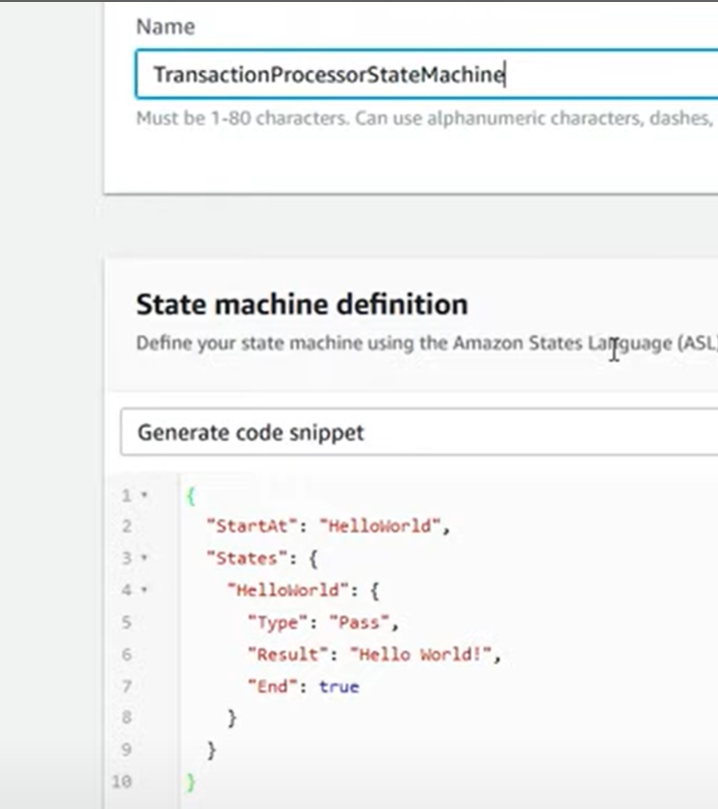 Name
TransactionProcessorStateMachine
Must be 1-80 characters. Can use alphanumeric characters, dashes,
State machine definition
Define your state machine using the Amazon States Language (ASL)
Generate code snippet
1 {
2 "StartAt": "HelloWorld",
3 "States": {
4 "HelloWorld": {
5 "Type": "Pass",
6 "Result": "Hello World!",
7 "End": true
8 }
9 }
10 }